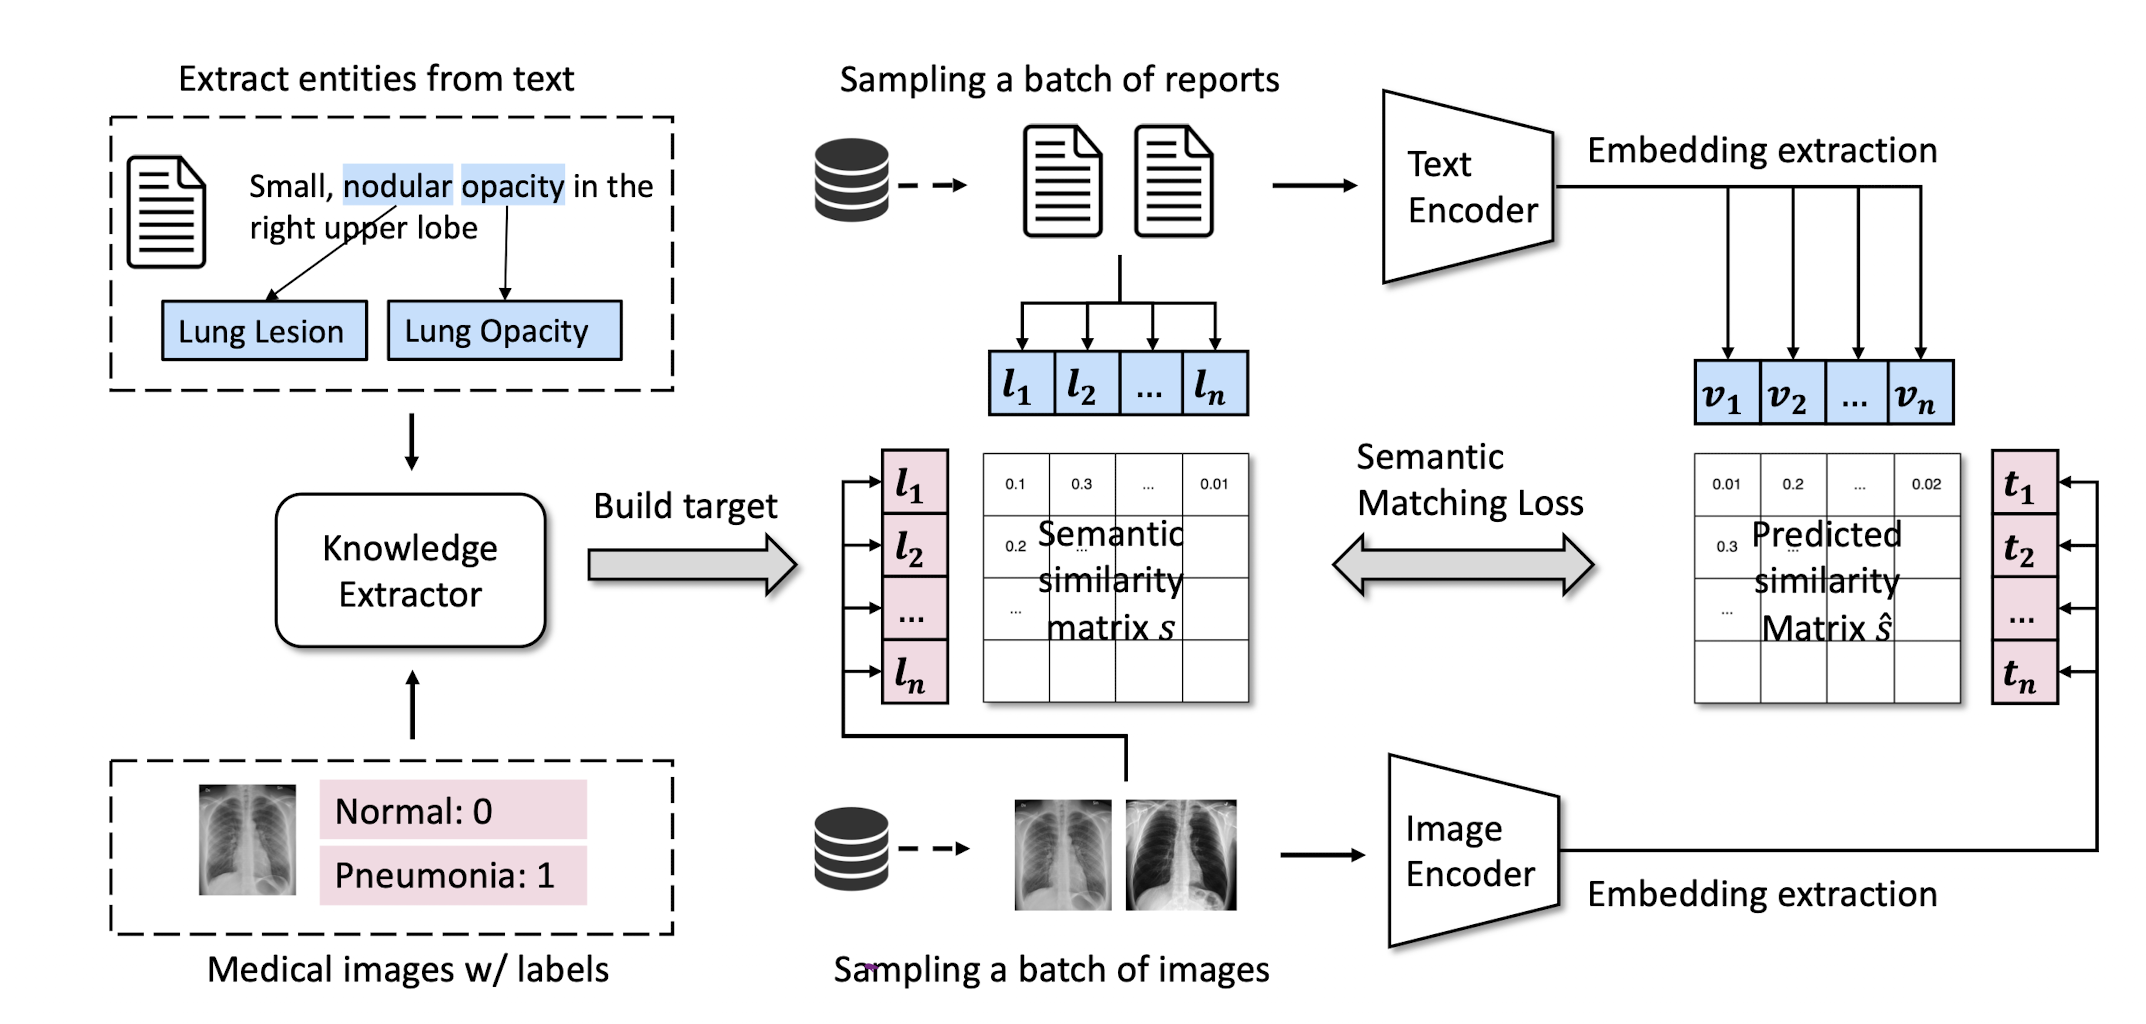 Extract entities from text
Small, nodular opacity in the
right upper lobe
Lung Lesion
Lung Opacity
Knowledge
Extractor
Normal: 0
Pneumonia: 1
Medical images w/ labels
Build target
Sampling a batch of reports
l1 l2 ... ln
l1
l2
...
ln
0.1 0.3 ... 0.01
0.2 ...
...
Semantic
similarity
matrix s
Sampling a batch of images
Semantic
Matching Loss
Text
Encoder
Embedding extraction
v1 v2 ... vn
0.01 0.2 ... 0.02
0.3 ...
...
Predicted
similarity
Matrix ŝ
t1
t2
...
tn
Image
Encoder
Embedding extraction